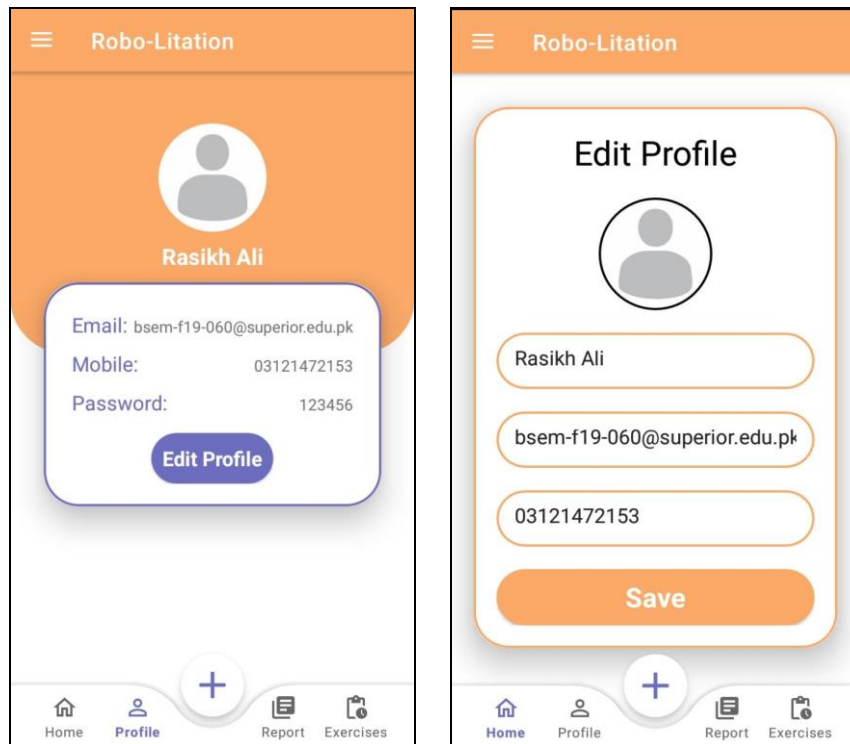 Robo-Litation
Rasikh Ali
Email: bsem-f19-060@superior.edu.pk
Mobile: 03121472153
Password: 123456
Edit Profile
Home Profile Report Exercises
Robo-Litation
Edit Profile
Rasikh Ali
bsem-f19-060@superior.edu.pk
03121472153
Save
Home Profile Report Exercises